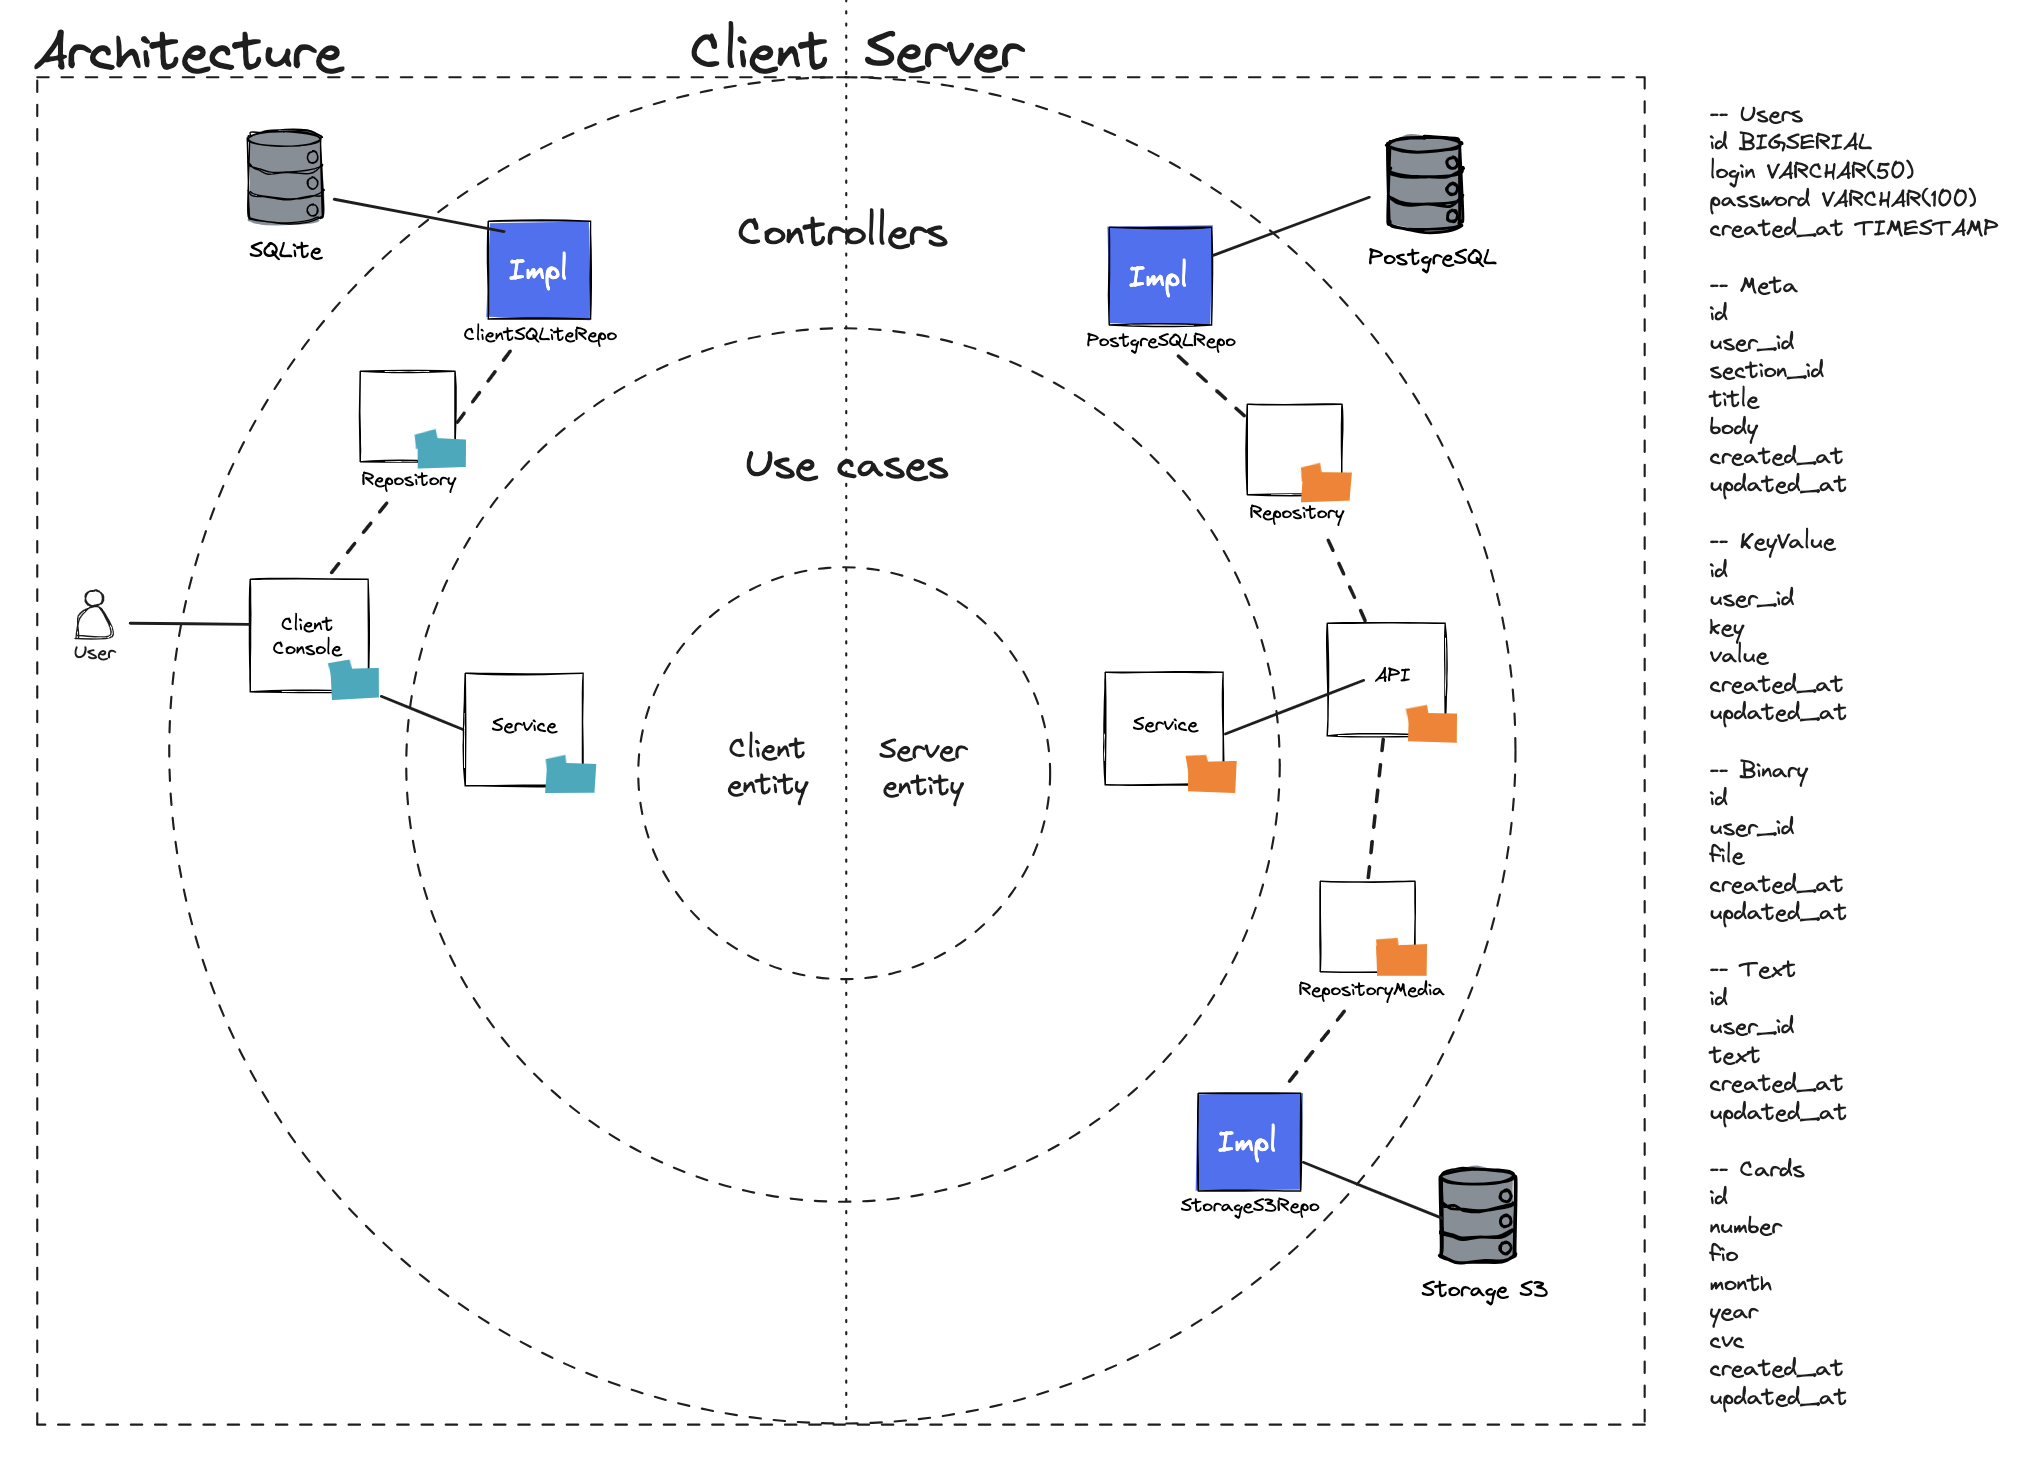 Architecture
Client Server
SQLite
Impl
ClientSQLiteRepo
Repository
User
Client
Console
Service
Controllers
Use cases
Client
entity
Server
entity
PostgreSQL
Impl
PostgreSQLRepo
Repository
API
Service
RepositoryMedia
Impl
StorageS3Repo
Storage S3
-- Users
id BIGSERIAL
login VARCHAR(50)
password VARCHAR(100)
created_at TIMESTAMP
-- Meta
id
user_id
section_id
title
body
created_at
updated_at
-- KeyValue
id
user_id
key
value
created_at
updated_at
-- Binary
id
user_id
file
created_at
updated_at
-- Text
id
user_id
text
created_at
updated_at
-- Cards
id
number
fio
month
year
cvc
created_at
updated_at